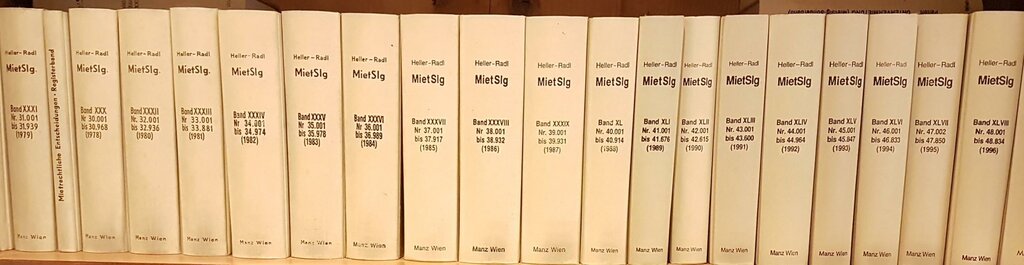 Heller-Radl
MietSlg.
Band XXXI
Nr. 31.001
bis 31.939
(1979)
Manz Wien
Mietrechtliche Entscheidungen · Registerband
Heller-Radl
MietSlg.
Band XXX
Nr. 30.001
bis 30.968
(1978)
Manz Wien
Heller-Radl
MietSlg.
Band XXXII
Nr. 32.001
bis 32.936
(1980)
Manz Wien
Heller-Radl
MietSlg.
Band XXXIII
Nr. 33.001
bis 33.881
(1981)
Manz Wien
Heller-Radl
MietSlg
Band XXXIV
Nr. 34.001
bis 34.974
(1982)
Manz Wien
Heller-Radl
MietSlg
Band XXXV
Nr. 35.001
bis 35.978
(1983)
Manz Wien
Heller-Radl
MietSlg
Band XXXVI
Nr. 36.001
bis 36.989
(1984)
Manz Wien
Heller-Radl
MietSlg
Band XXXVII
Nr. 37.001
bis 37.917
(1985)
Manz Wien
Heller-Radl
MietSlg
Band XXXVIII
Nr. 38.001
bis 38.932
(1986)
Manz Wien
Heller-Radl
MietSlg
Band XXXIX
Nr. 39.001
bis 39.931
(1987)
Manz Wien
Heller-Radl
MietSlg
Band XL
Nr. 40.001
bis 40.914
(1988)
Manz Wien
Heller-Radl
MietSlg
Band XLI
Nr. 41.001
bis 41.676
(1989)
Manz Wien
Heller-Radl
MietSlg
Band XLII
Nr. 42.001
bis 42.615
(1990)
Manz Wien
Heller-Radl
MietSlg
Band XLIII
Nr. 43.001
bis 43.600
(1991)
Manz Wien
Heller-Radl
MietSlg
Band XLIV
Nr. 44.001
bis 44.964
(1992)
Manz Wien
Heller-Radl
MietSlg
Band XLV
Nr. 45.001
bis 45.847
(1993)
Manz Wien
Heller-Radl
MietSlg
Band XLVI
Nr. 46.001
bis 46.833
(1994)
Manz Wien
Heller-Radl
MietSlg
Band XLVII
Nr. 47.002
bis 47.850
(1995)
Manz Wien
Heller-Radl
MietSlg
Band XLVIII
Nr. 48.001
bis 48.834
(1996)
Manz Wien